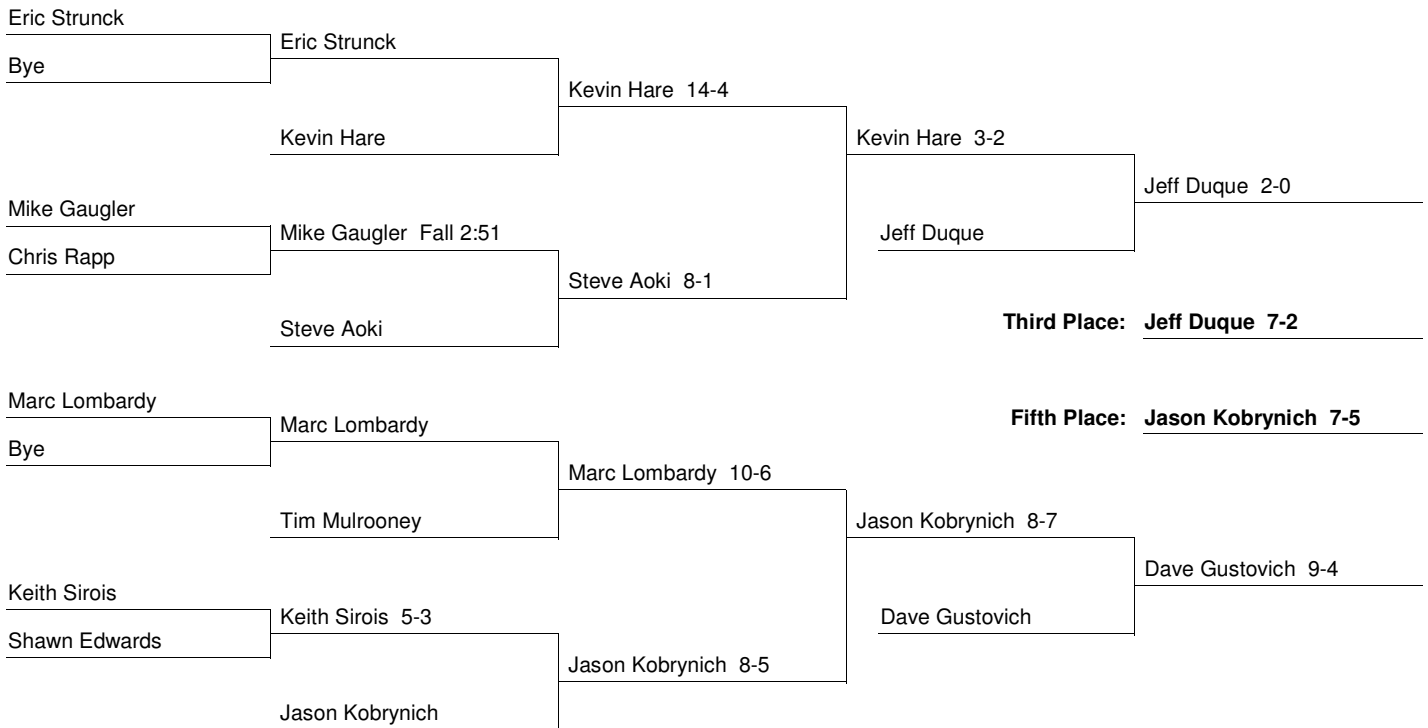 Eric Strunck
Eric Strunck
Bye
Kevin Hare 14-4
Kevin Hare
Kevin Hare 3-2
Jeff Duque 2-0
Mike Gaugler
Mike Gaugler Fall 2:51
Jeff Duque
Chris Rapp
Steve Aoki 8-1
Steve Aoki
Third Place: Jeff Duque 7-2
Marc Lombardy
Marc Lombardy
Fifth Place: Jason Kobrynich 7-5
Bye
Marc Lombardy 10-6
Tim Mulrooney
Jason Kobrynich 8-7
Dave Gustovich 9-4
Keith Sirois
Keith Sirois 5-3
Dave Gustovich
Shawn Edwards
Jason Kobrynich 8-5
Jason Kobrynich